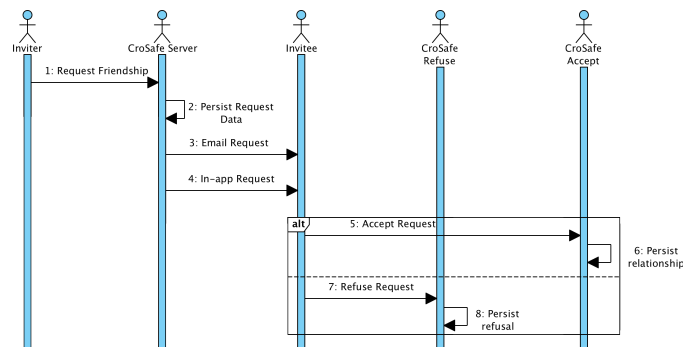 Inviter
CroSafe Server
Invitee
CroSafe
Refuse
CroSafe
Accept
1: Request Friendship
2: Persist Request
Data
3: Email Request
4: In-app Request
alt
5: Accept Request
6: Persist
relationship
7: Refuse Request
8: Persist
refusal